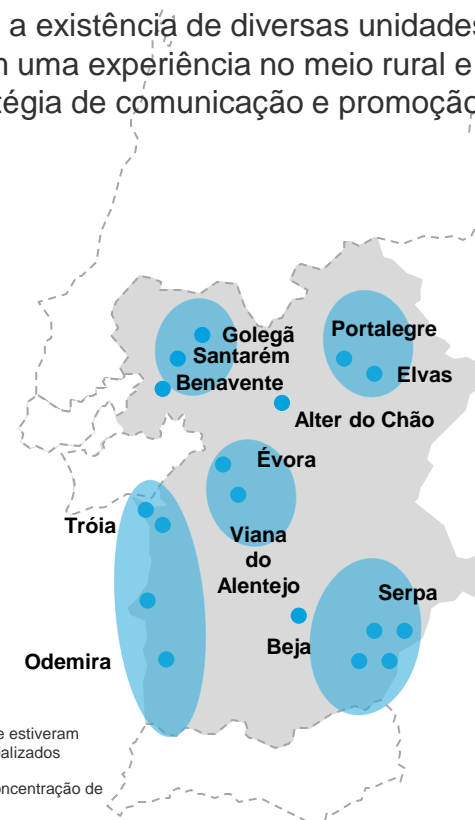 a existência de diversas unidades
uma experiência no meio rural e
tégia de comunicação e promoção
Golegã
Portalegre
Santarém
Elvas
Benavente
Alter do Chão
Évora
Tróia
Viana
do
Alentejo
Serpa
Beja
Odemira
e estiveram
alizados
oncentração de